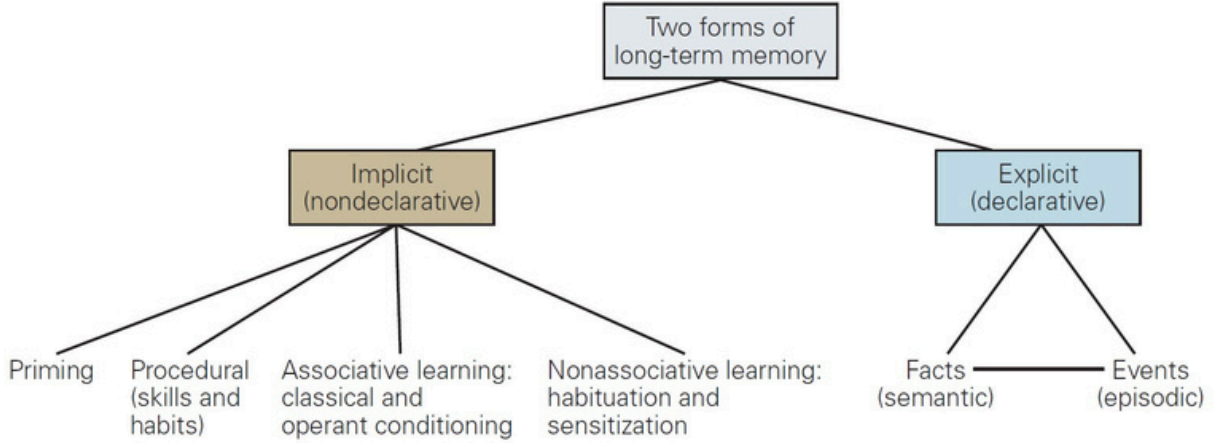 Two forms of
long-term memory
Implicit
(nondeclarative)
Explicit
(declarative)
Priming
Procedural
(skills and
habits)
Associative learning:
classical and
operant conditioning
Nonassociative learning:
habituation and
sensitization
Facts
(semantic)
Events
(episodic)